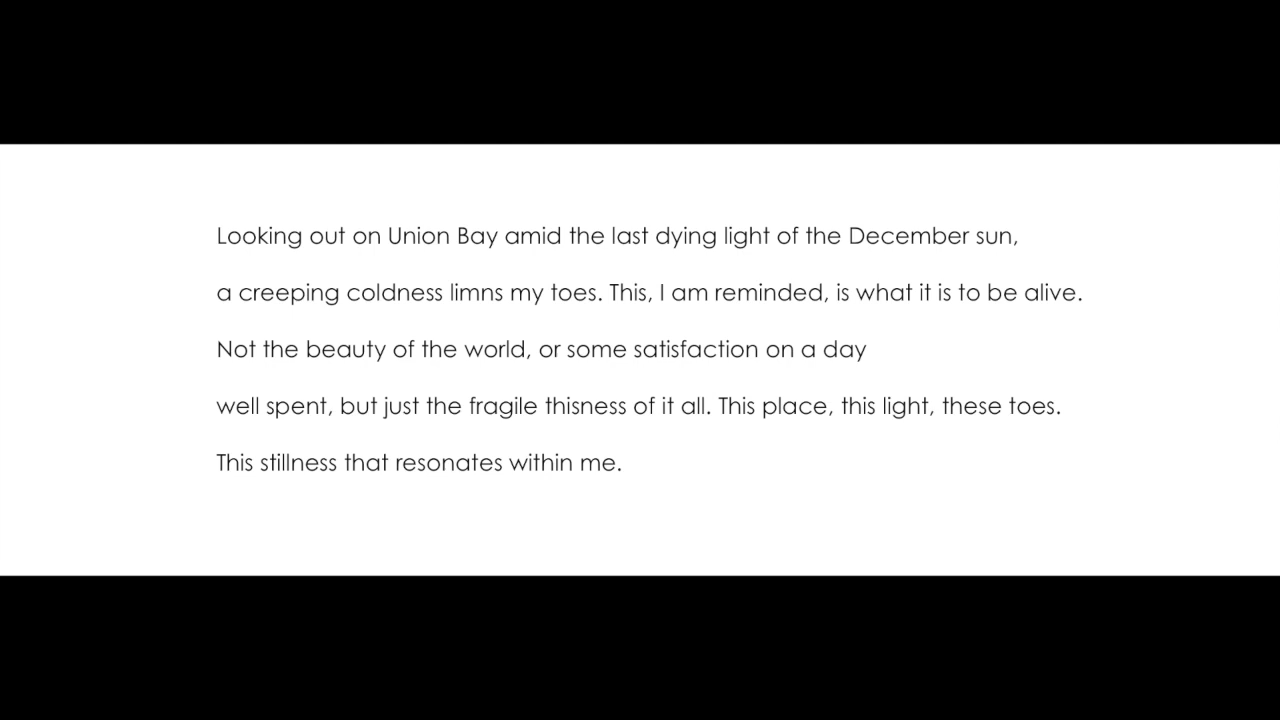 Looking out on Union Bay amid the last dying light of the December sun,
a creeping coldness limns my toes. This, I am reminded, is what it is to be alive.
Not the beauty of the world, or some satisfaction on a day
well spent, but just the fragile thisness of it all. This place, this light, these toes.
This stillness that resonates within me.